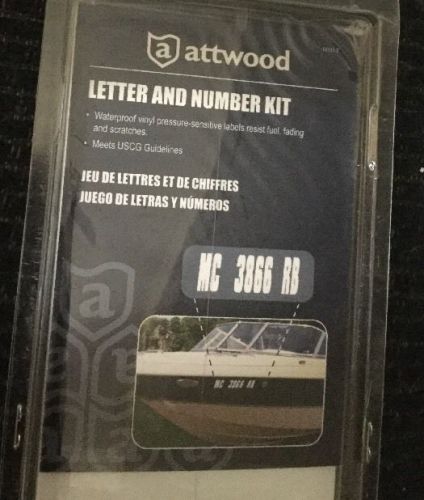 attwood
LETTER AND NUMBER KIT
• Waterproof vinyl pressure-sensitive labels resist fuel, fading
and scratches.
• Meets USCG Guidelines
JEU DE LETTRES ET DE CHIFFRES
JUEGO DE LETRAS Y NÚMEROS
MC 3866 RB
MC 3866 RB